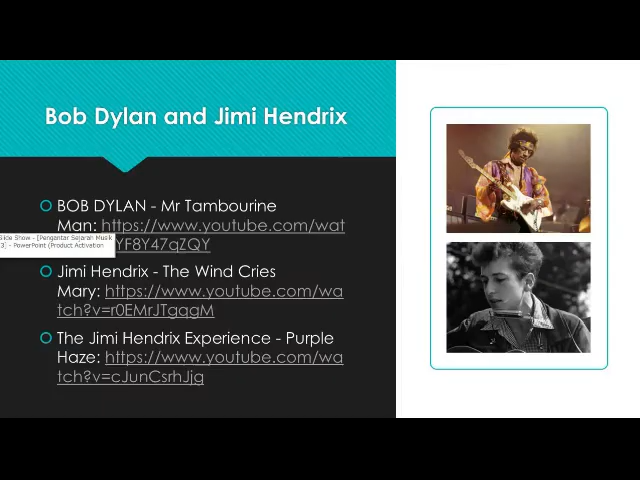 Bob Dylan and Jimi Hendrix
BOB DYLAN - Mr Tambourine
Man: https://www.youtube.com/wat
YF8Y47qZQY
Slide Show - [Pengantar Sejarah Musik
3] - PowerPoint (Product Activation
Jimi Hendrix - The Wind Cries
Mary: https://www.youtube.com/wa
tch?v=r0EMrJTgqgM
The Jimi Hendrix Experience - Purple
Haze: https://www.youtube.com/wa
tch?v=cJunCsrhJjg